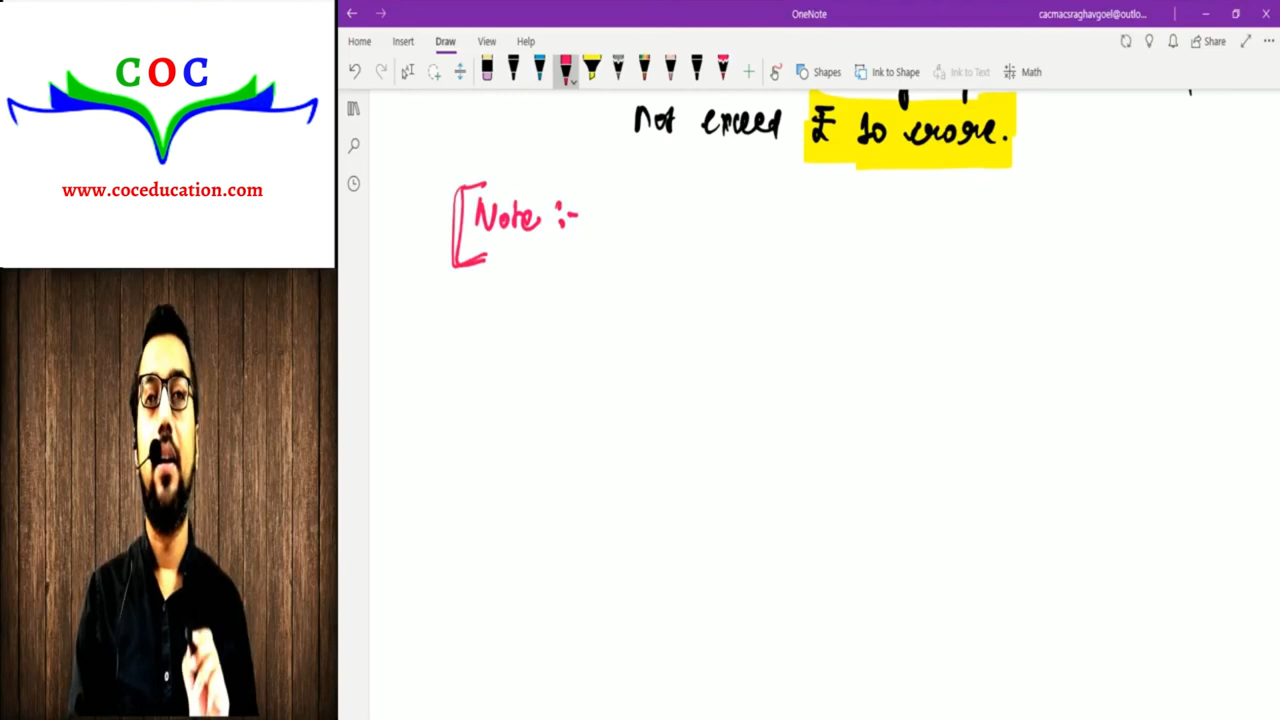 OneNote
cacmacsraghavgoel@outlo...
Home Insert Draw View Help
Share
Shapes Ink to Shape Ink to Text Math
COC
www.coceducation.com
not exceed ₹ 10 crore.
Note :-